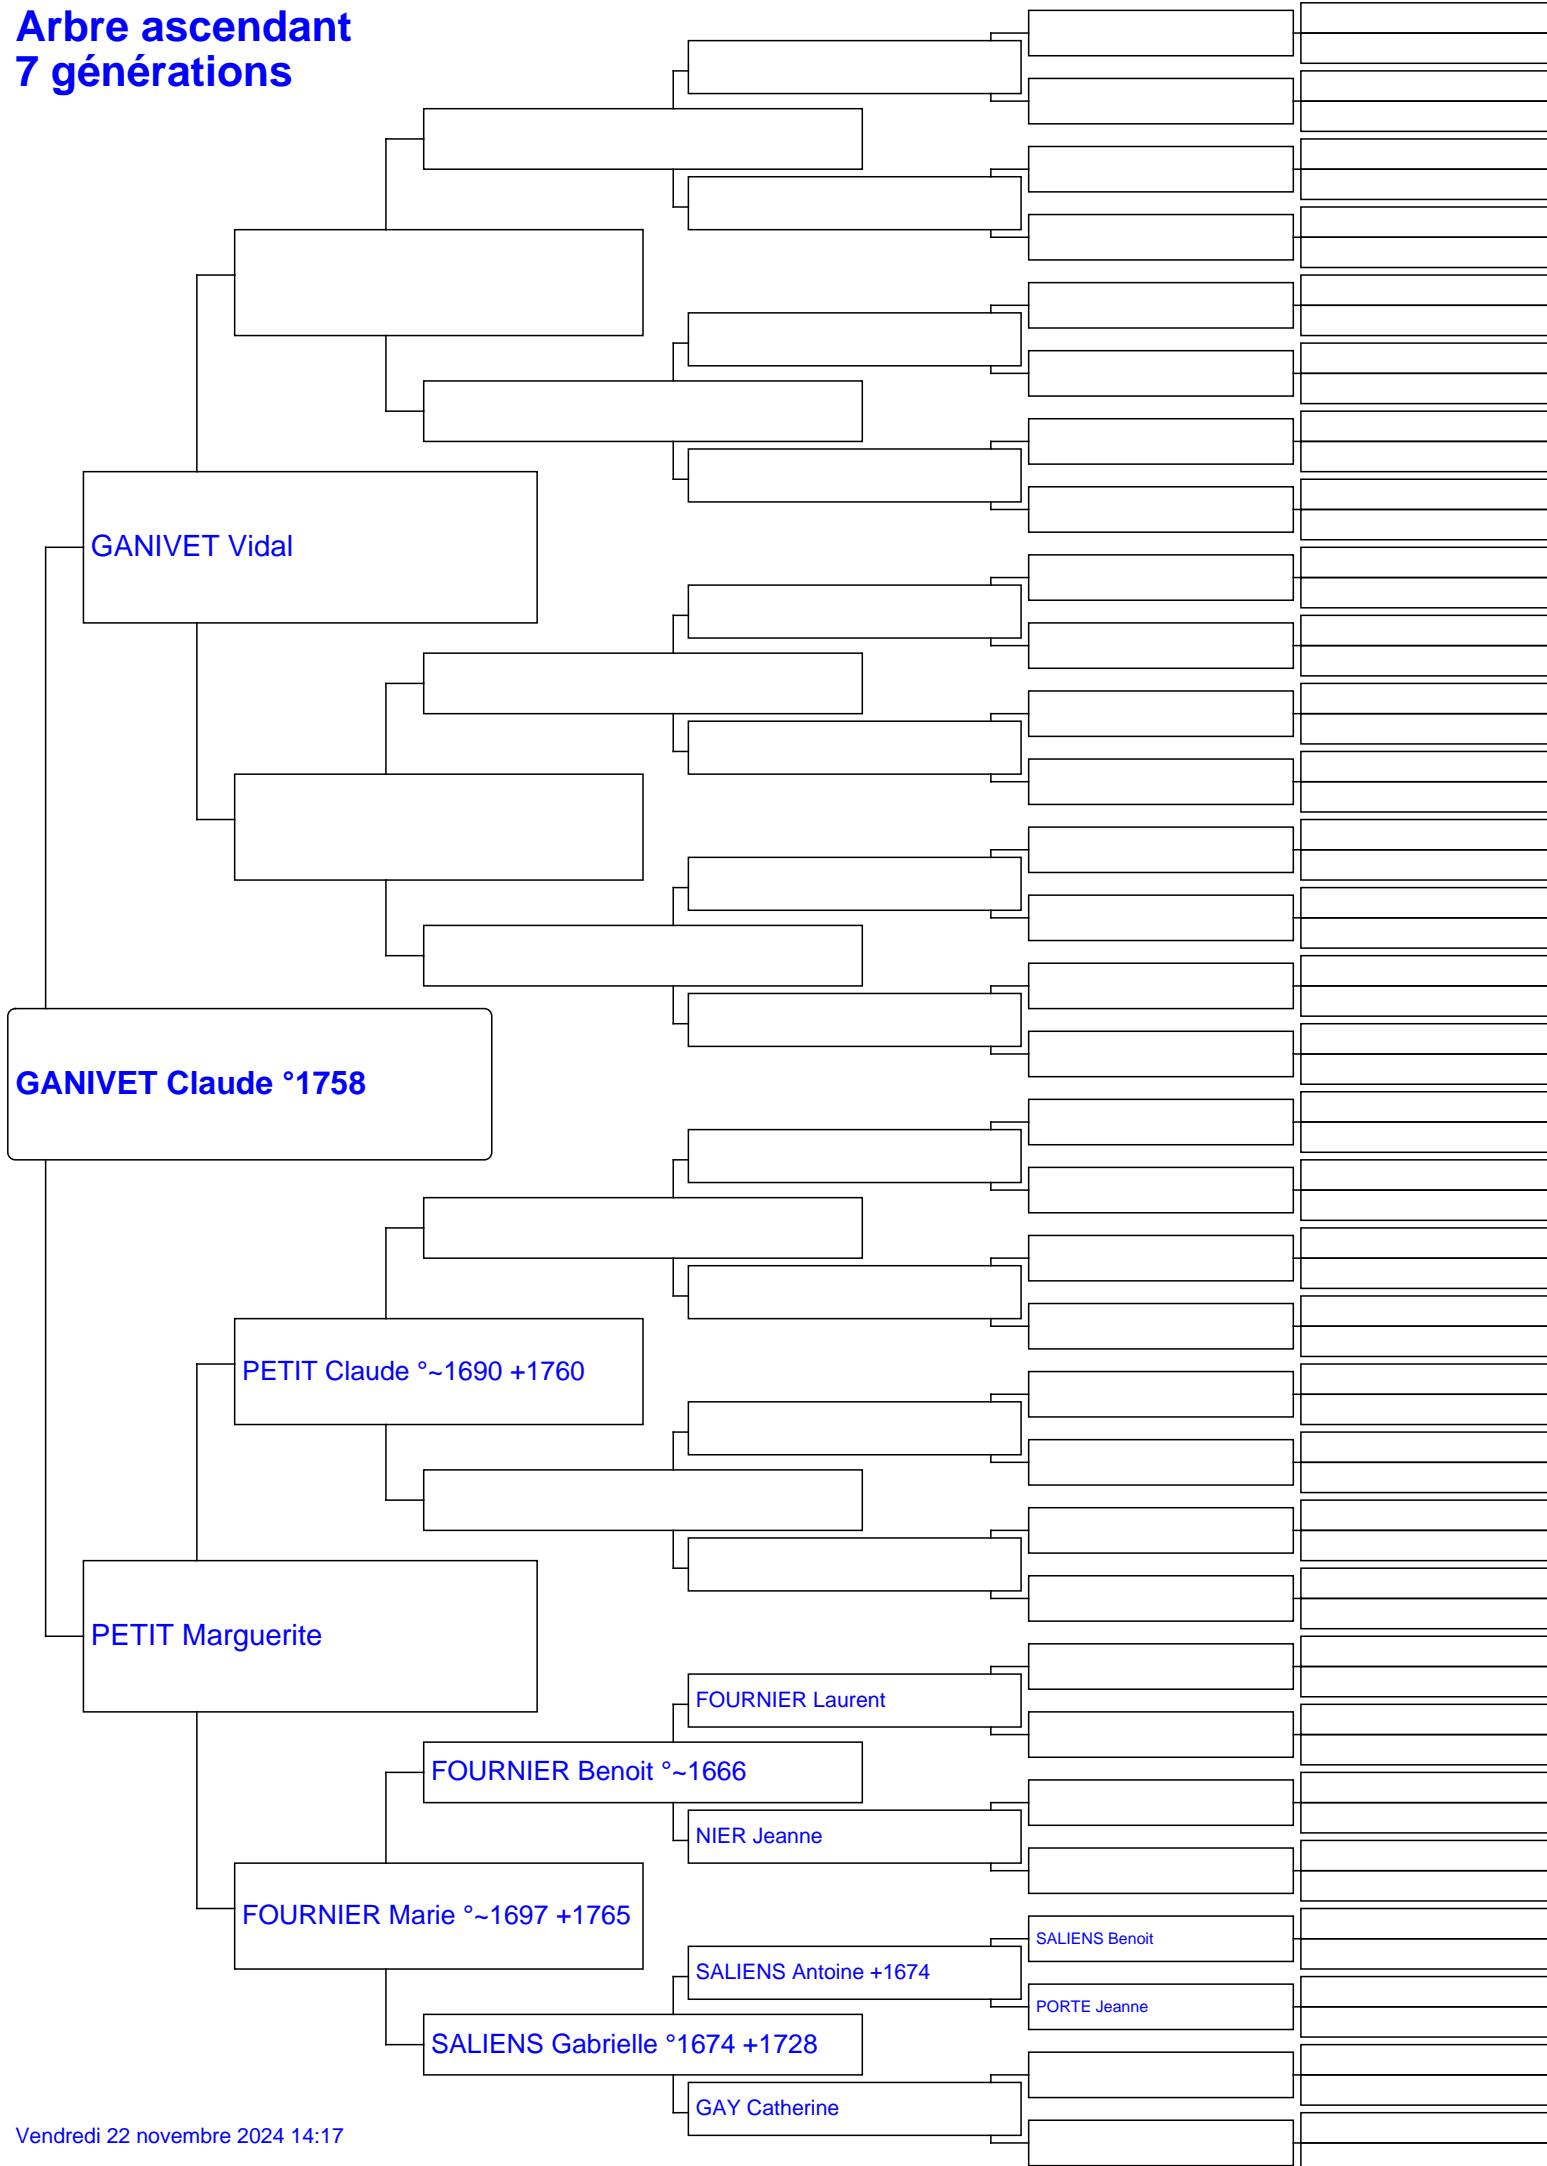 Arbre ascendant
7 générations
GANIVET Vidal
GANIVET Claude °1758
PETIT Claude °~1690 +1760
PETIT Marguerite
FOURNIER Laurent
FOURNIER Benoit °~1666
NIER Jeanne
FOURNIER Marie °~1697 +1765
SALIENS Benoit
SALIENS Antoine +1674
PORTE Jeanne
SALIENS Gabrielle °1674 +1728
GAY Catherine
Vendredi 22 novembre 2024 14:17